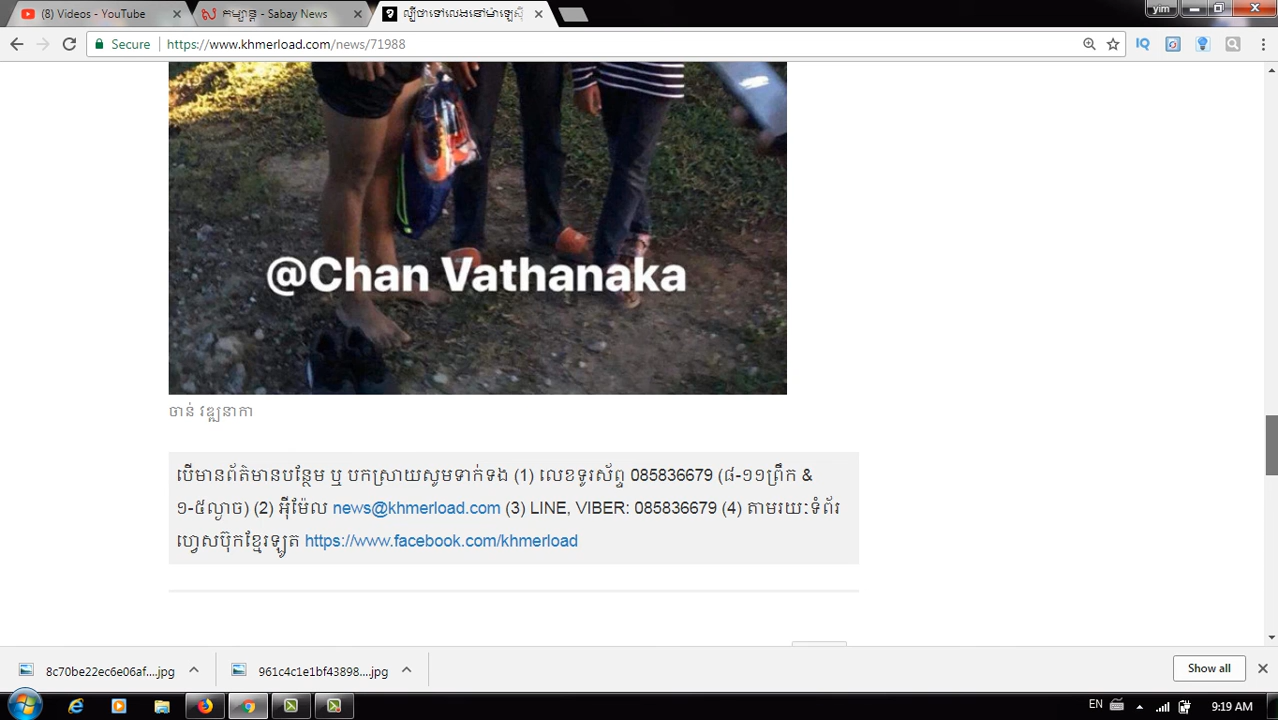 (8) Videos - YouTube
កម្សាន្ត - Sabay News
yim
Secure
https://www.khmerload.com/news/71988
@Chan Vathanaka
ចាន់ វឌ្ឍនាកា
បើមានព័ត៌មានបន្ថែម ឬ បកស្រាយសូមទាក់ទង (1) លេខទូរស័ព្ទ 085836679 (៨-១១ព្រឹក &
១-៥ល្ងាច) (2) អ៊ីម៉ែល news@khmerload.com (3) LINE, VIBER: 085836679 (4) តាមរយៈទំព័រ
ហ្វេសប៊ុកខ្មែរឡូត https://www.facebook.com/khmerload
8c70be22ec6e06af....jpg
961c4c1e1bf43898....jpg
Show all
EN
9:19 AM